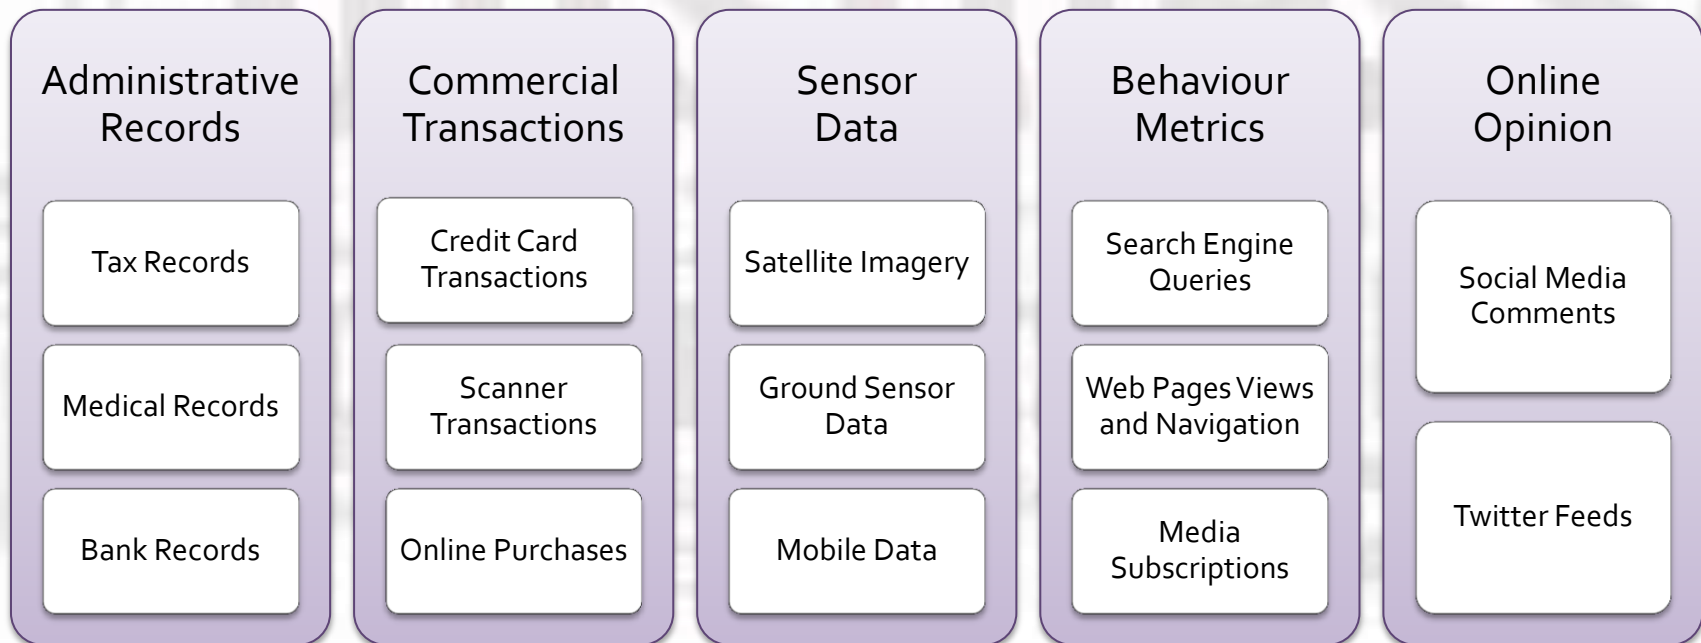 Administrative
Records
Tax Records
Medical Records
Bank Records
Commercial
Transactions
Credit Card
Transactions
Scanner
Transactions
Online Purchases
Sensor
Data
Satellite Imagery
Ground Sensor
Data
Mobile Data
Behaviour
Metrics
Search Engine
Queries
Web Pages Views
and Navigation
Media
Subscriptions
Online
Opinion
Social Media
Comments
Twitter Feeds